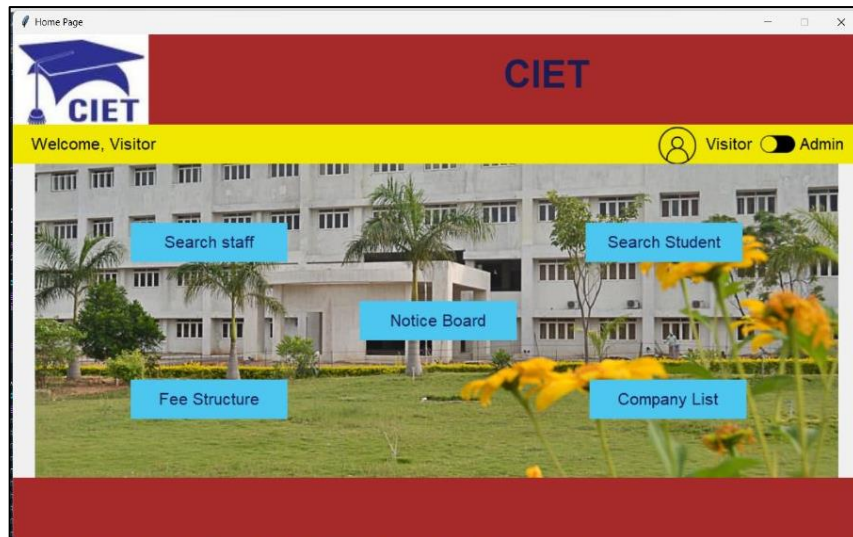 Home Page
CIET
CIET
Welcome, Visitor
Visitor
Admin
Search staff
Search Student
Notice Board
Fee Structure
Company List